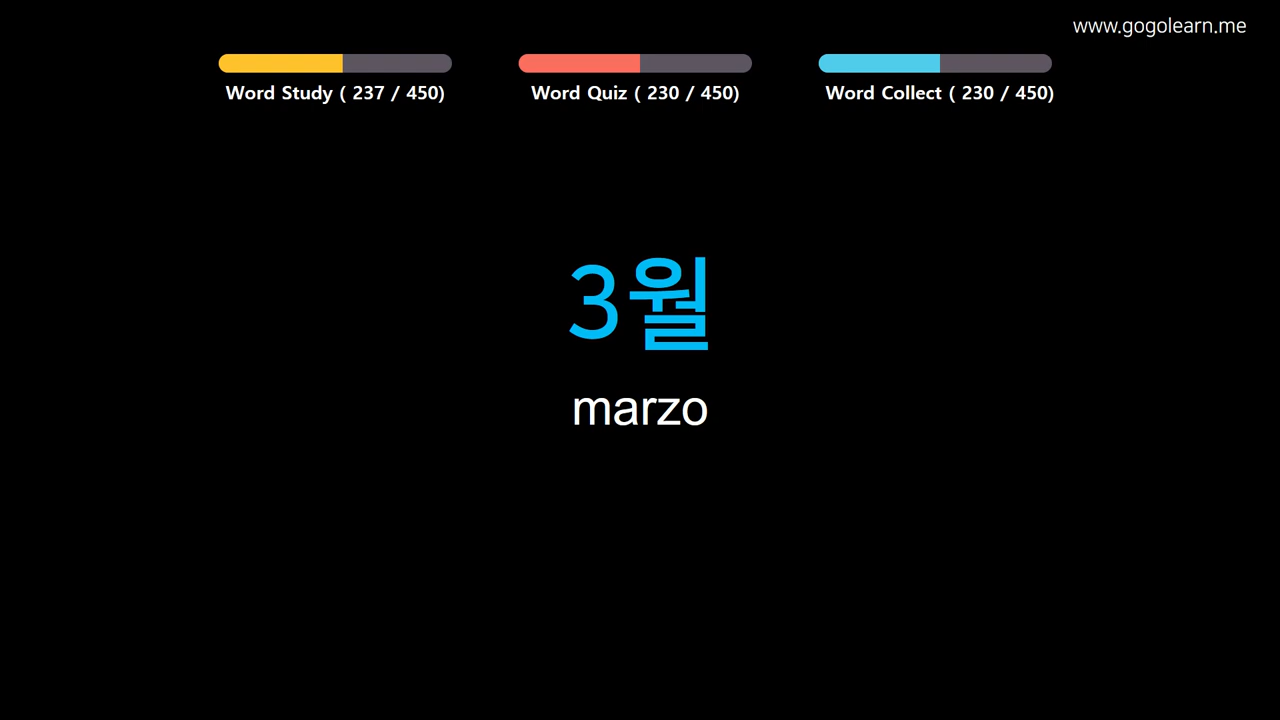 www.gogolearn.me
Word Study ( 237 / 450)
Word Quiz ( 230 / 450)
Word Collect ( 230 / 450)
3월
marzo